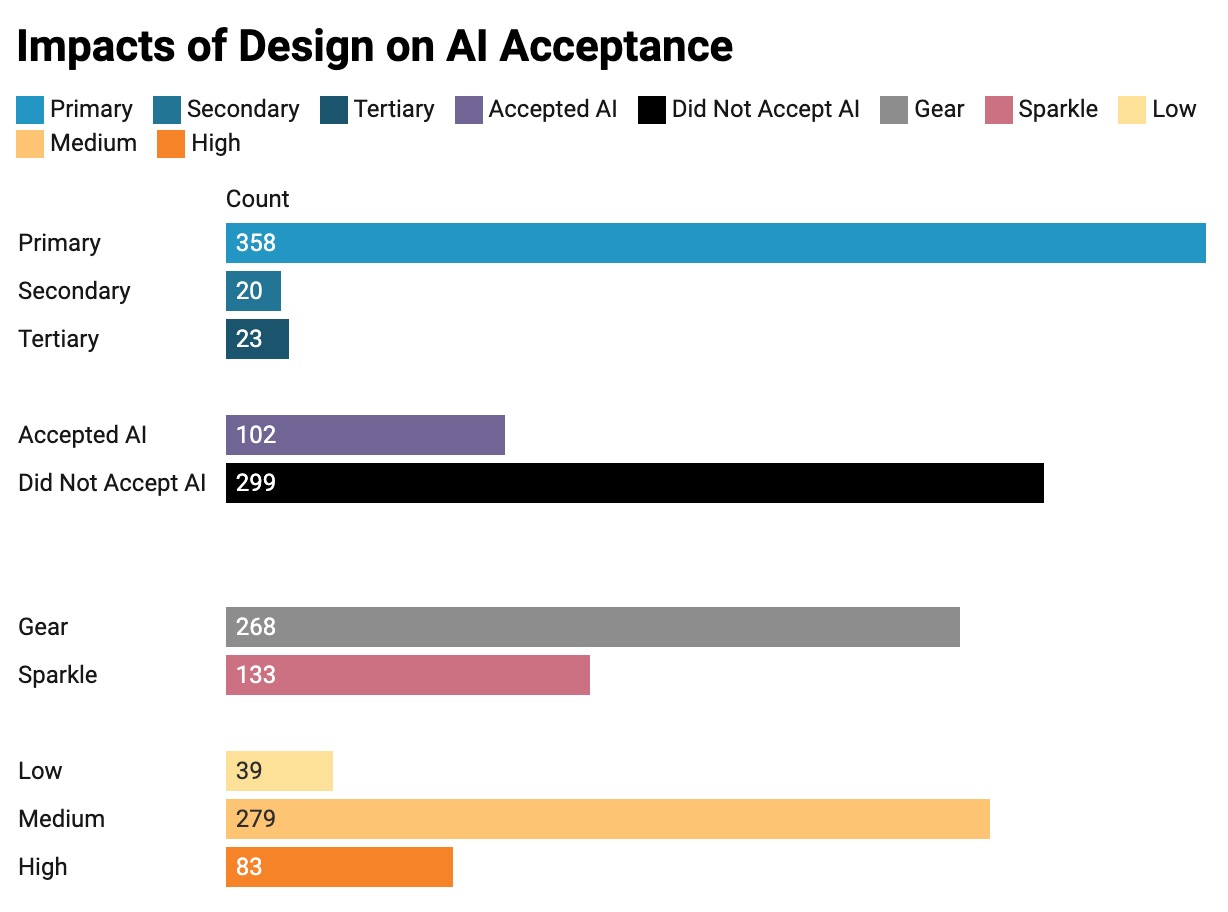 Impacts of Design on AI Acceptance
Primary Secondary Tertiary Accepted AI Did Not Accept AI Gear Sparkle Low
Medium High
Count
Primary 358
Secondary 20
Tertiary 23
Accepted AI 102
Did Not Accept AI 299
Gear 268
Sparkle 133
Low 39
Medium 279
High 83